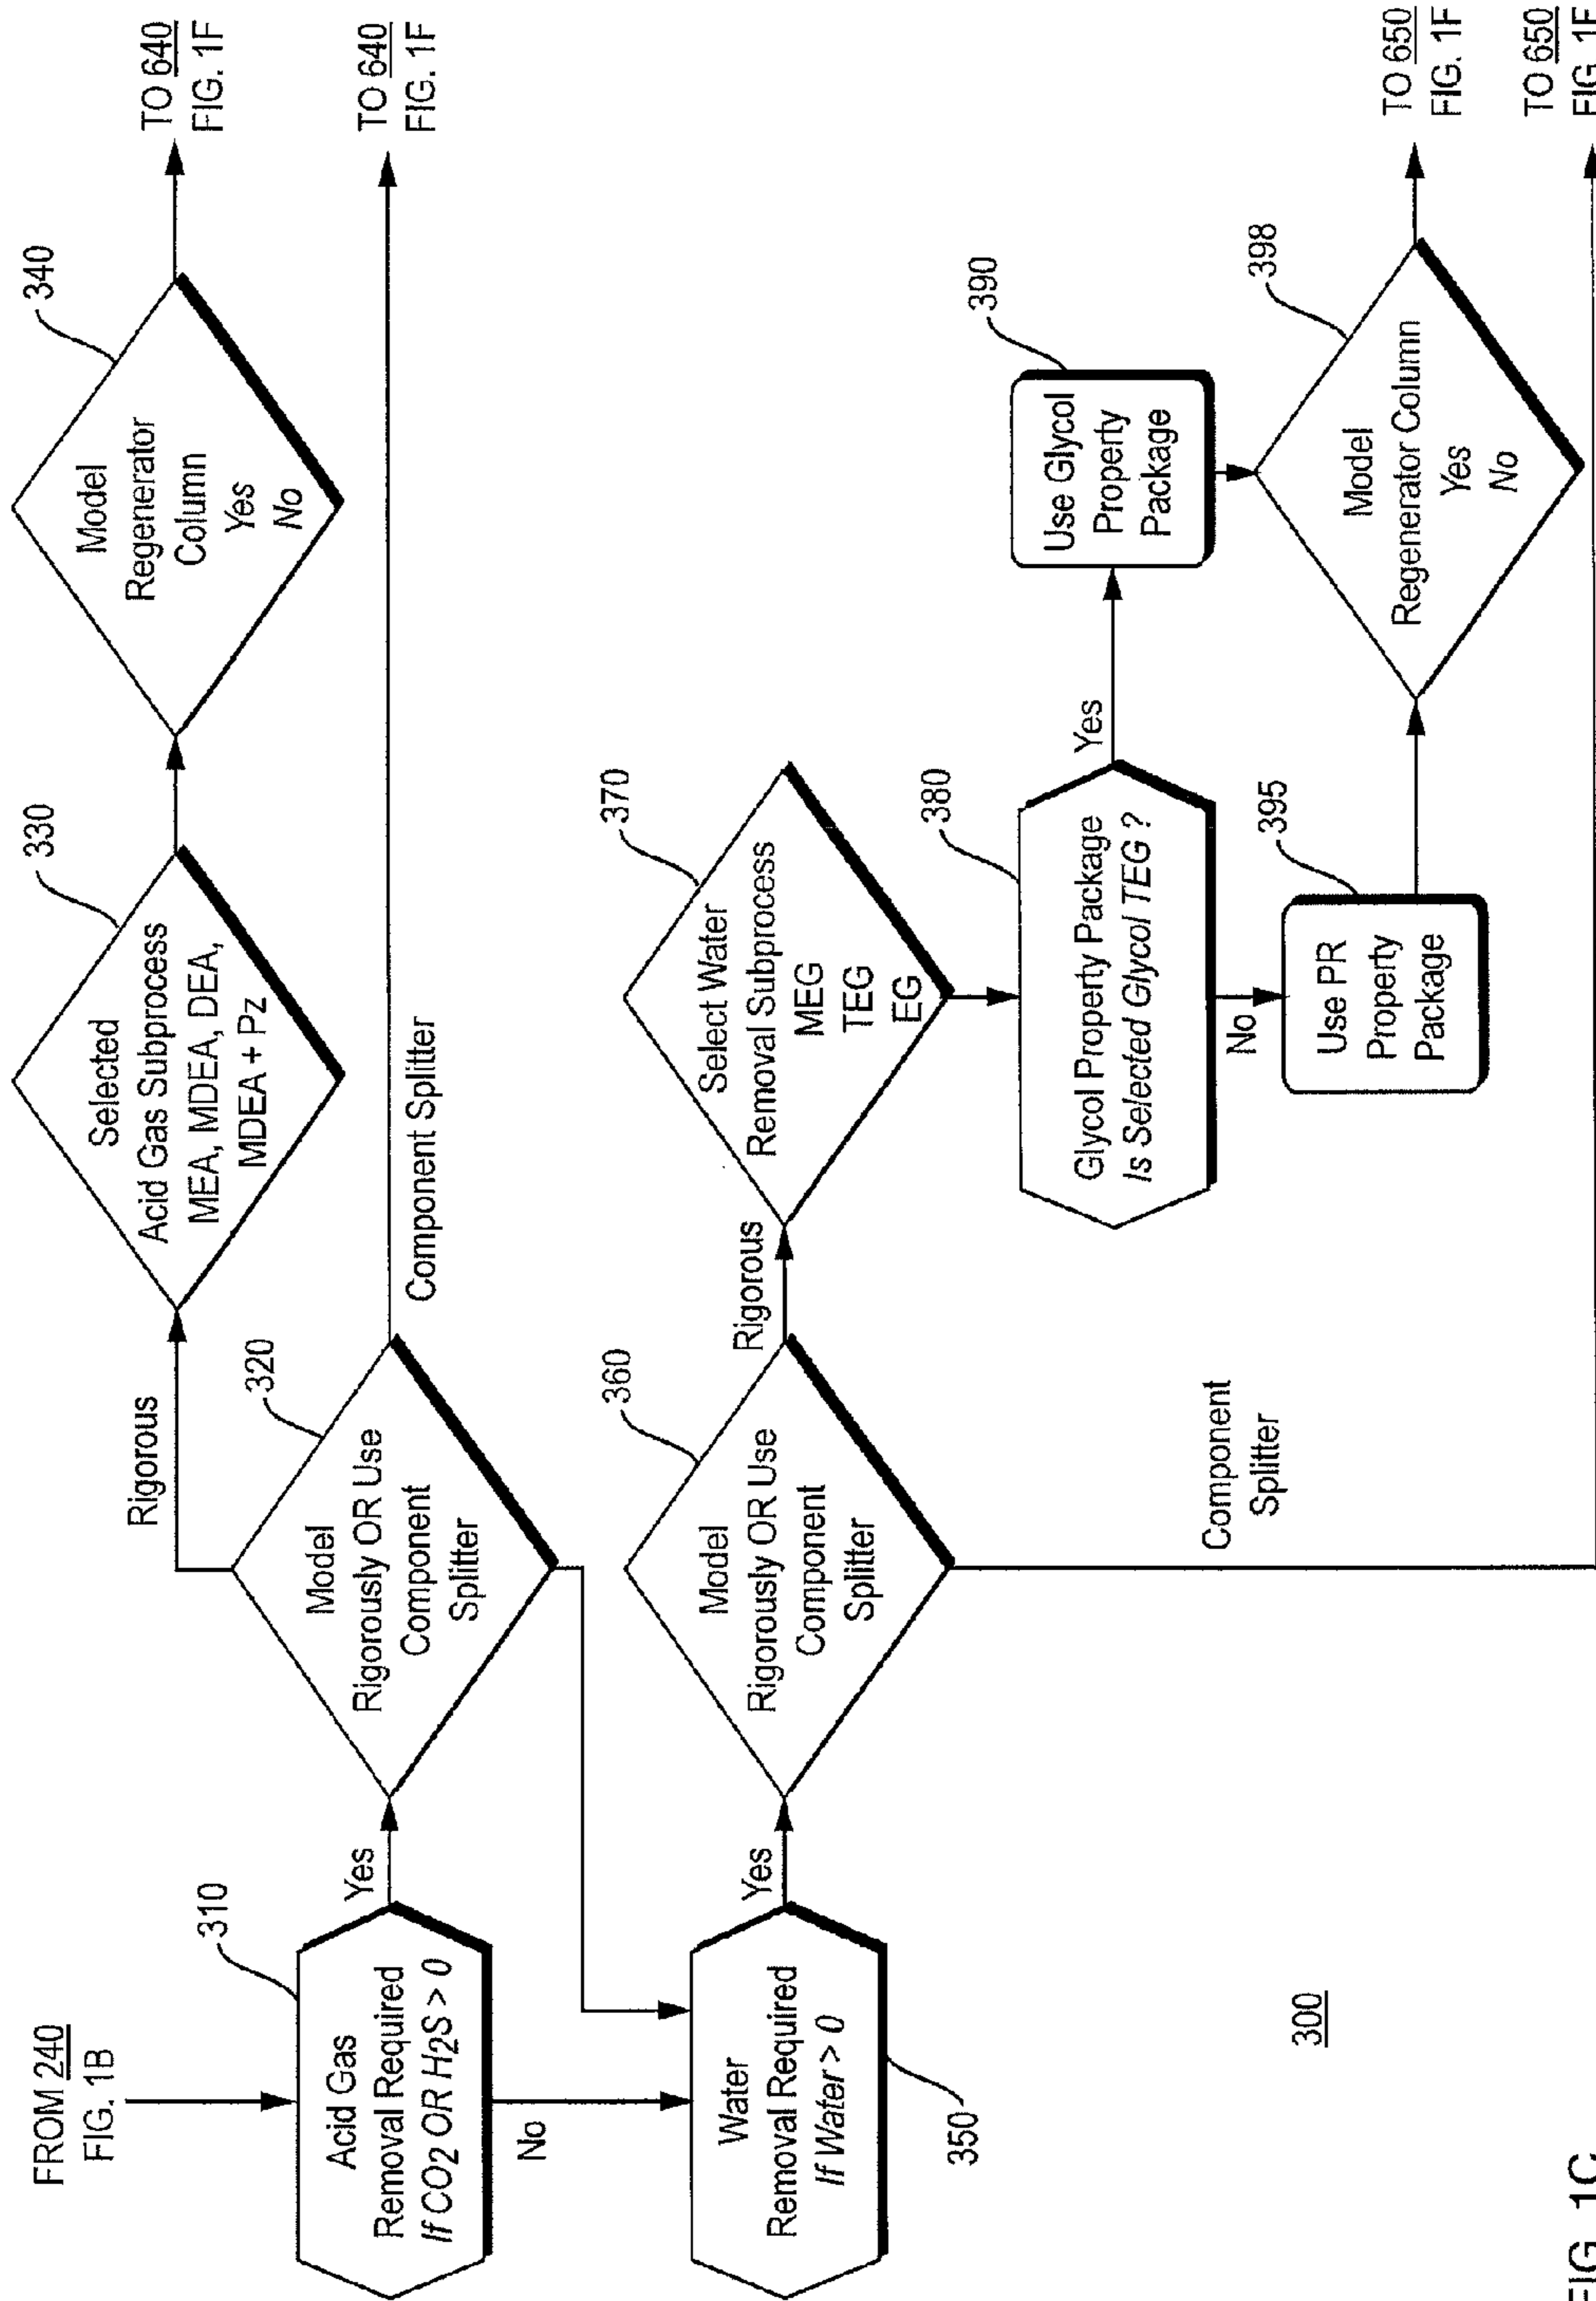 FROM 240
FIG. 1B
310
Acid Gas
Removal Required
If CO2 OR H2S > 0
Yes
No
320
Model
Rigorously OR Use
Component
Splitter
Rigorous
Component Splitter
330
Selected
Acid Gas Subprocess
MEA, MDEA, DEA,
MDEA + Pz
340
Model
Regenerator
Column
Yes
No
TO 640
FIG. 1F
TO 640
FIG. 1F
Water
Removal Required
If Water > 0
350
Yes
360
Model
Rigorously OR Use
Component
Splitter
Rigorous
Component
Splitter
370
Select Water
Removal Subprocess
MEG
TEG
EG
380
Glycol Property Package
Is Selected Glycol TEG ?
Yes
No
390
Use Glycol
Property
Package
395
Use PR
Property
Package
398
Model
Regenerator Column
Yes
No
TO 650
FIG. 1F
TO 650
FIG. 1F
300
FIG. 1C